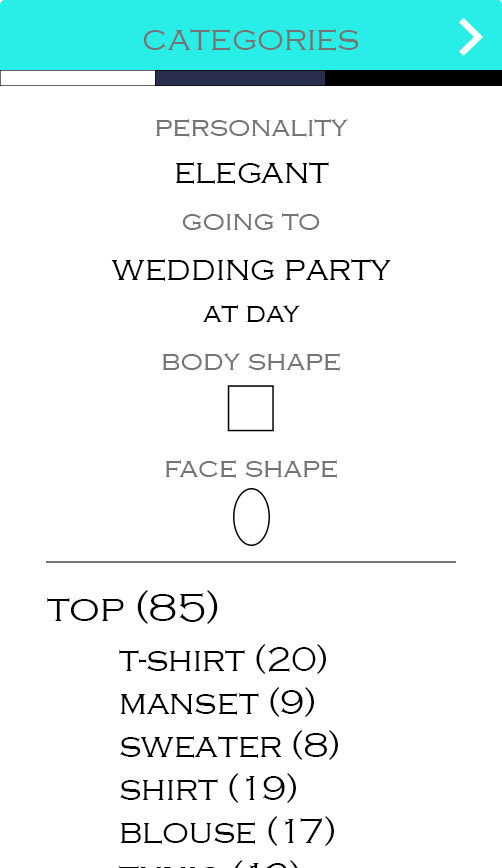 CATEGORIES
PERSONALITY
ELEGANT
GOING TO
WEDDING PARTY
AT DAY
BODY SHAPE
FACE SHAPE
TOP (85)
T-SHIRT (20)
MANSET (9)
SWEATER (8)
SHIRT (19)
BLOUSE (17)